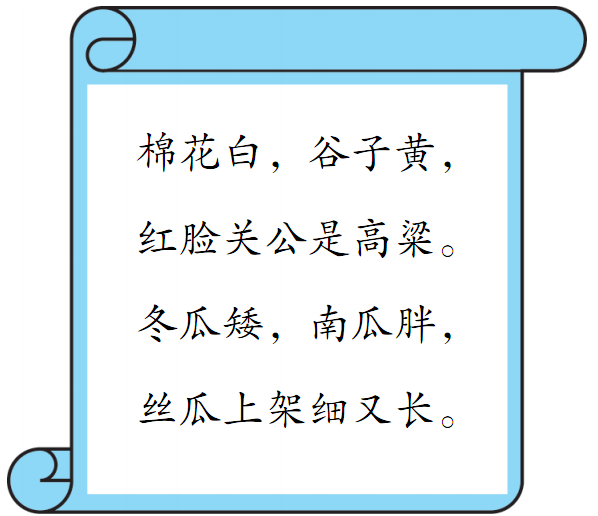 棉花白，谷子黄，
红脸关公是高粱。
冬瓜矮，南瓜胖，
丝瓜上架细又长。